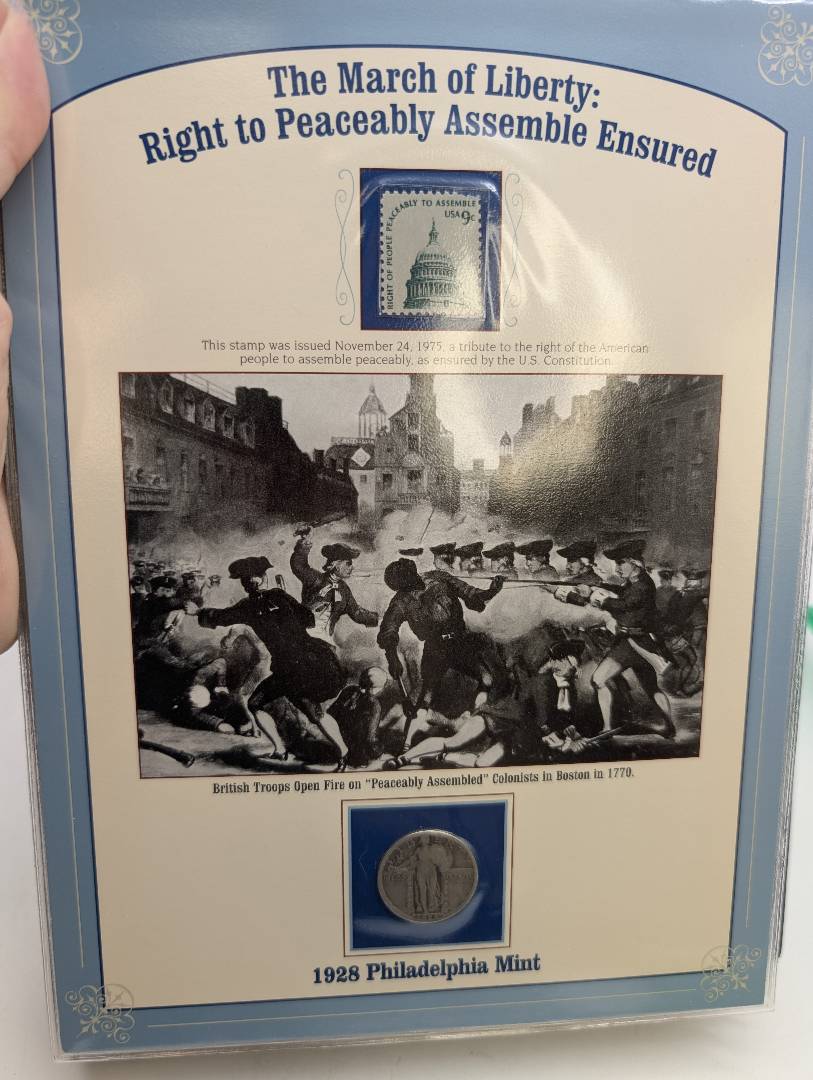 The March of Liberty:
Right to Peaceably Assemble Ensured
RIGHT OF PEOPLE PEACEABLY TO ASSEMBLE
USA 9c
This stamp was issued November 24, 1975, a tribute to the right of the American
people to assemble peaceably, as ensured by the U.S. Constitution.
British Troops Open Fire on "Peaceably Assembled" Colonists in Boston in 1770.
1928 Philadelphia Mint